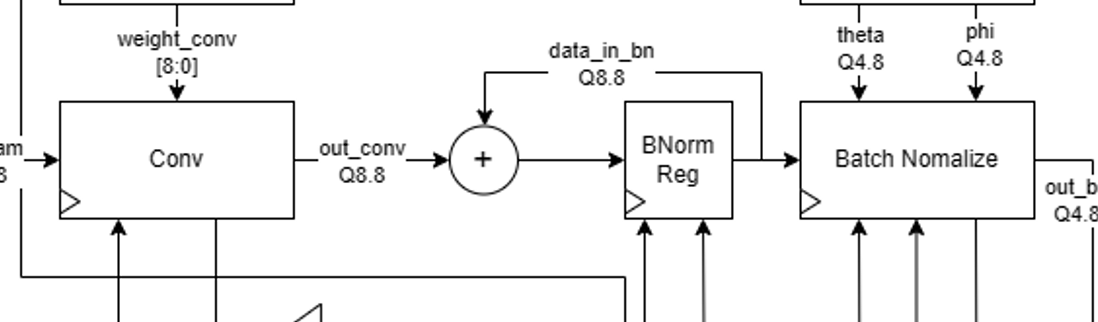 weight_conv
[8:0]
theta
Q4.8
phi
Q4.8
data_in_bn
Q8.8
am
8
Conv
out_conv
Q8.8
+
BNorm
Reg
Batch Nomalize
out_b
Q4.8